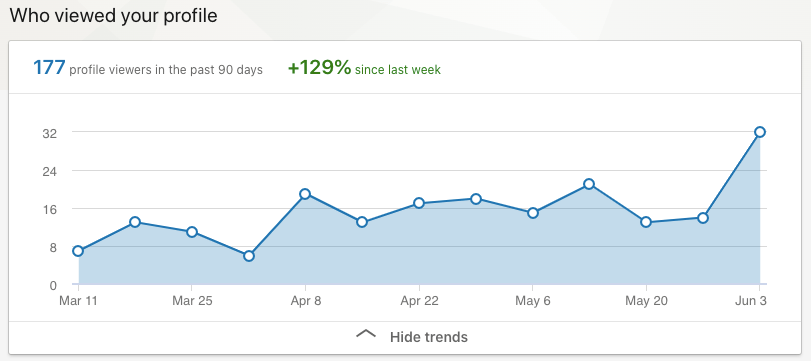 Who viewed your profile
177 profile viewers in the past 90 days +129% since last week
32
24
16
8
0
Mar 11 Mar 25 Apr 8 Apr 22 May 6 May 20 Jun 3
Hide trends